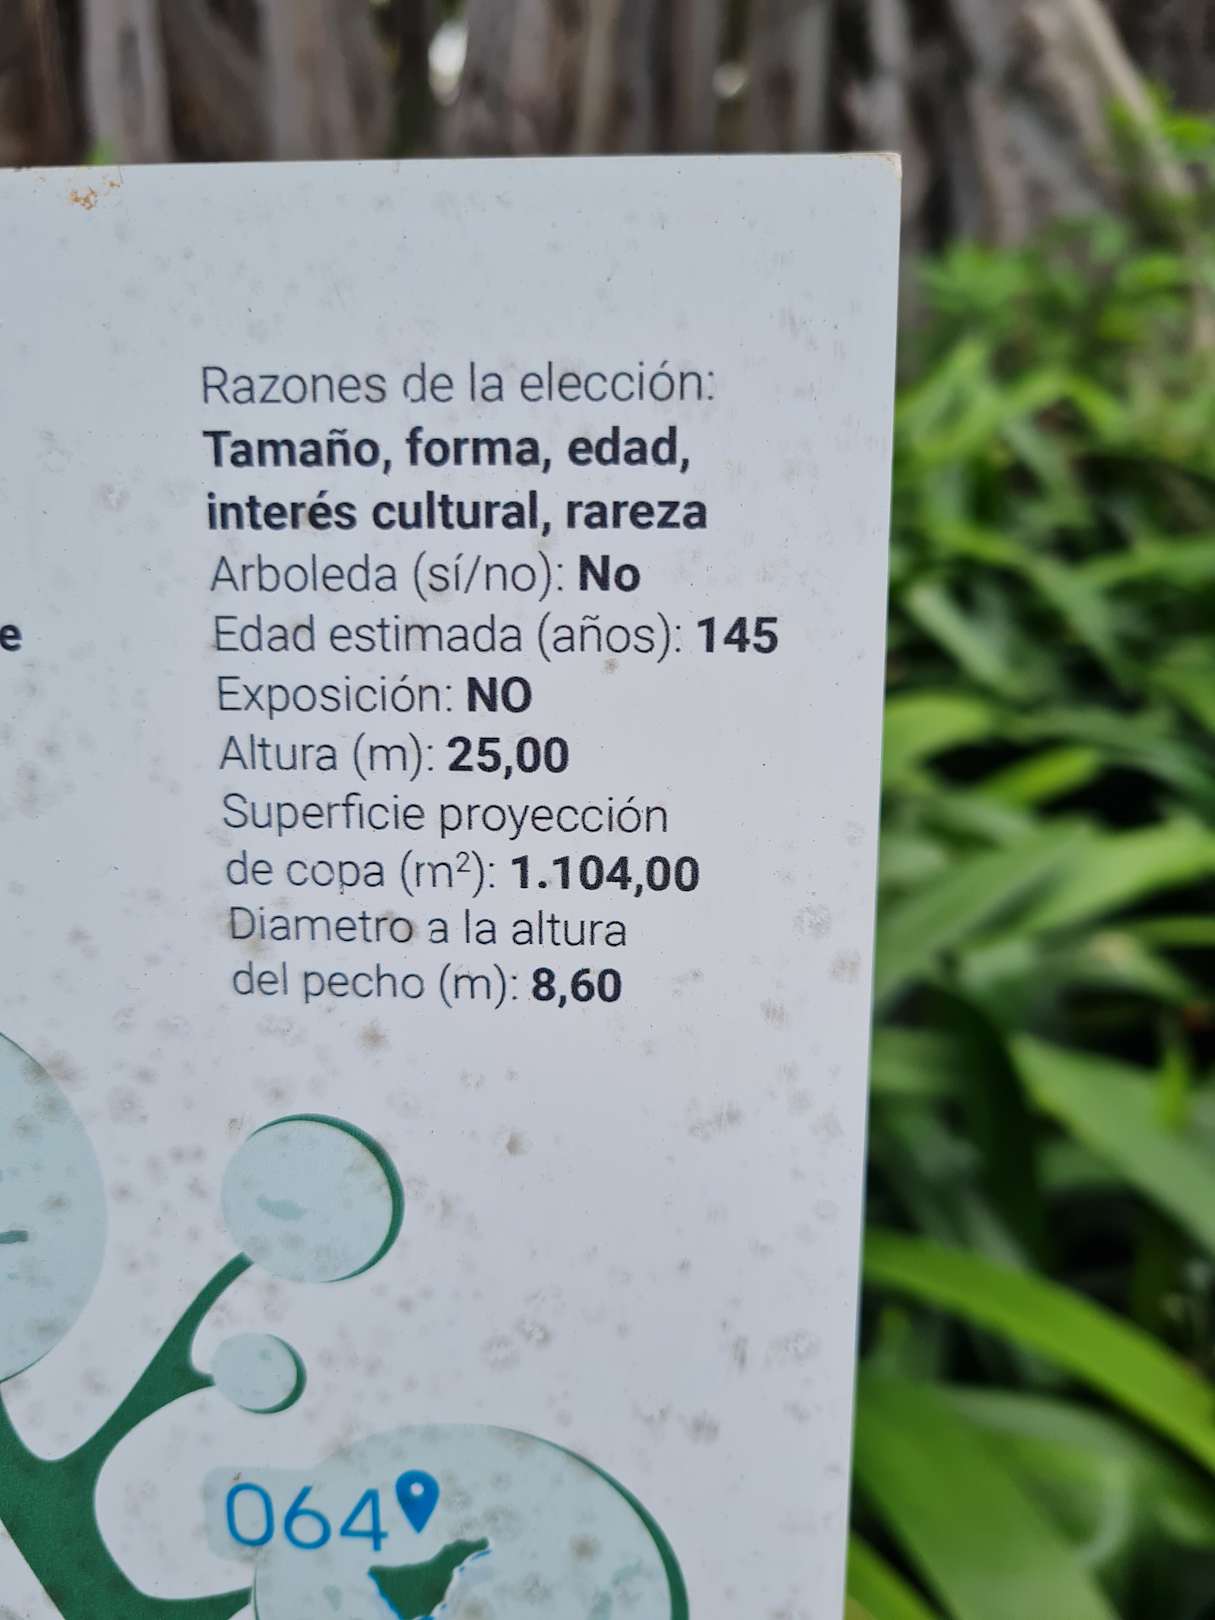 Razones de la elección:
Tamaño, forma, edad,
interés cultural, rareza
Arboleda (sí/no): No
Edad estimada (años): 145
Exposición: NO
Altura (m): 25,00
Superficie proyección
de copa (m²): 1.104,00
Diametro a la altura
del pecho (m): 8,60
064